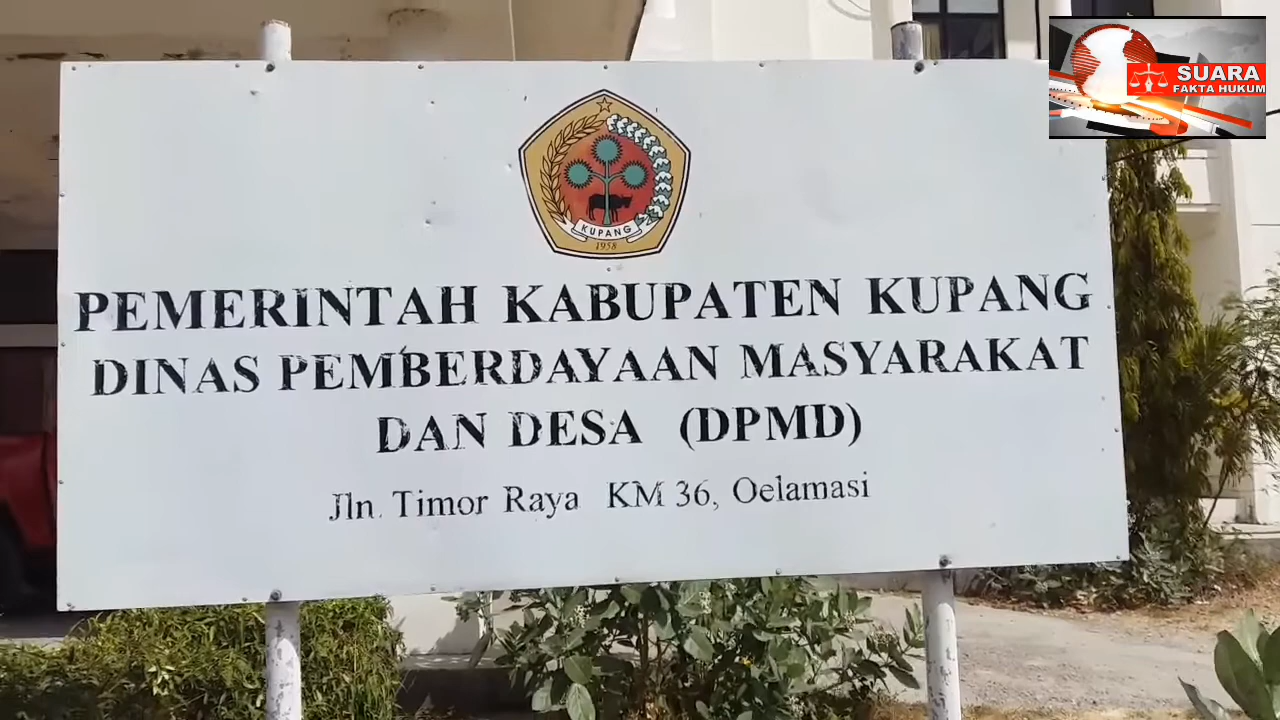 SUARA
FAKTA HUKUM
KUPANG
1958
PEMERINTAH KABUPATEN KUPANG
DINAS PEMBERDAYAAN MASYARAKAT
DAN DESA (DPMD)
Jln. Timor Raya KM 36, Oelamasi